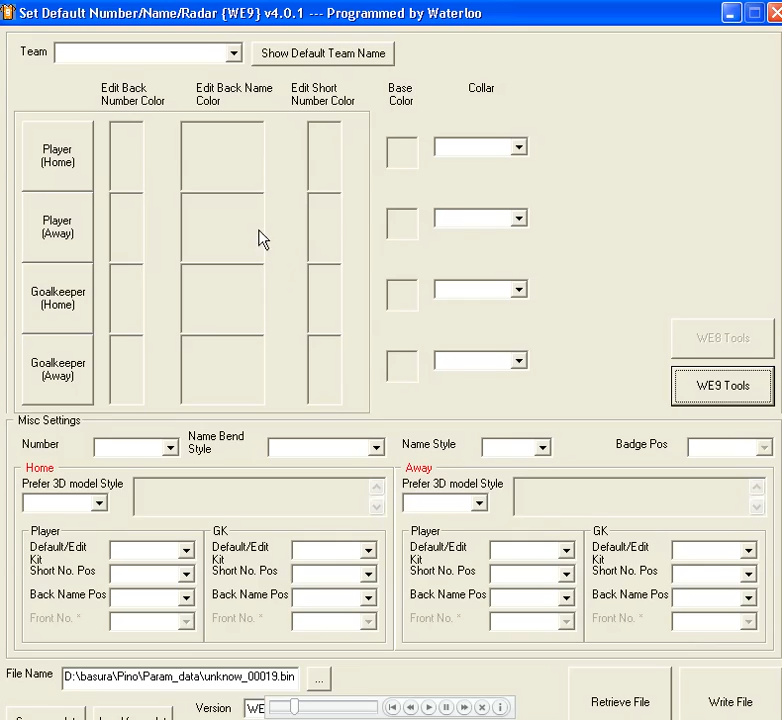 Set Default Number/Name/Radar {WE9} v4.0.1 --- Programmed by Waterloo
Team
Show Default Team Name
Edit Back Number Color
Edit Back Name Color
Edit Short Number Color
Base Color
Collar
Player (Home)
Player (Away)
Goalkeeper (Home)
Goalkeeper (Away)
WE8 Tools
WE9 Tools
Misc Settings
Number
Name Bend Style
Name Style
Badge Pos
Home
Prefer 3D model Style
Player
Default/Edit Kit
Short No. Pos
Back Name Pos
Front No. *
GK
Default/Edit Kit
Short No. Pos
Back Name Pos
Front No. *
Away
Prefer 3D model Style
Player
Default/Edit Kit
Short No. Pos
Back Name Pos
Front No. *
GK
Default/Edit Kit
Short No. Pos
Back Name Pos
Front No. *
File Name
D:\basura\Pino\Param_data\unknow_00019.bin
...
Version
WE
Retrieve File
Write File